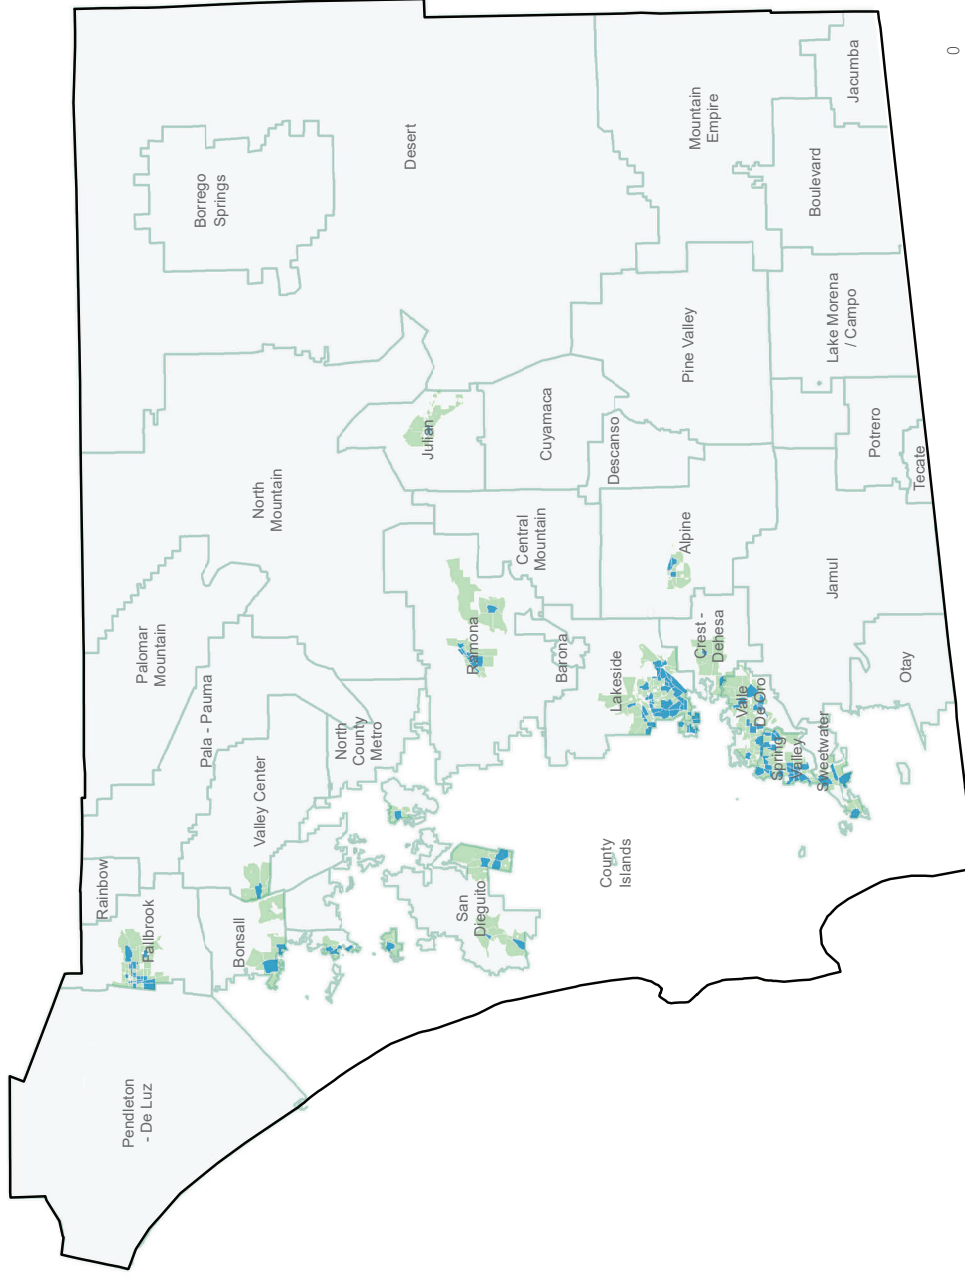 Pendleton
- De Luz
Fallbrook
Rainbow
Bonsall
Pala - Pauma
Palomar
Mountain
Valley Center
North
County
Metro
North
Mountain
Borrego
Springs
Desert
San
Dieguito
Ramona
Julian
Central
Mountain
Cuyamaca
Barona
Descanso
County
Islands
Lakeside
Alpine
Pine Valley
Mountain
Empire
Crest -
Dehesa
Valle
De Oro
Spring
Valley
Sweetwater
Jamul
Otay
Lake Morena
/ Campo
Boulevard
Jacumba
Potrero
Tecate
0